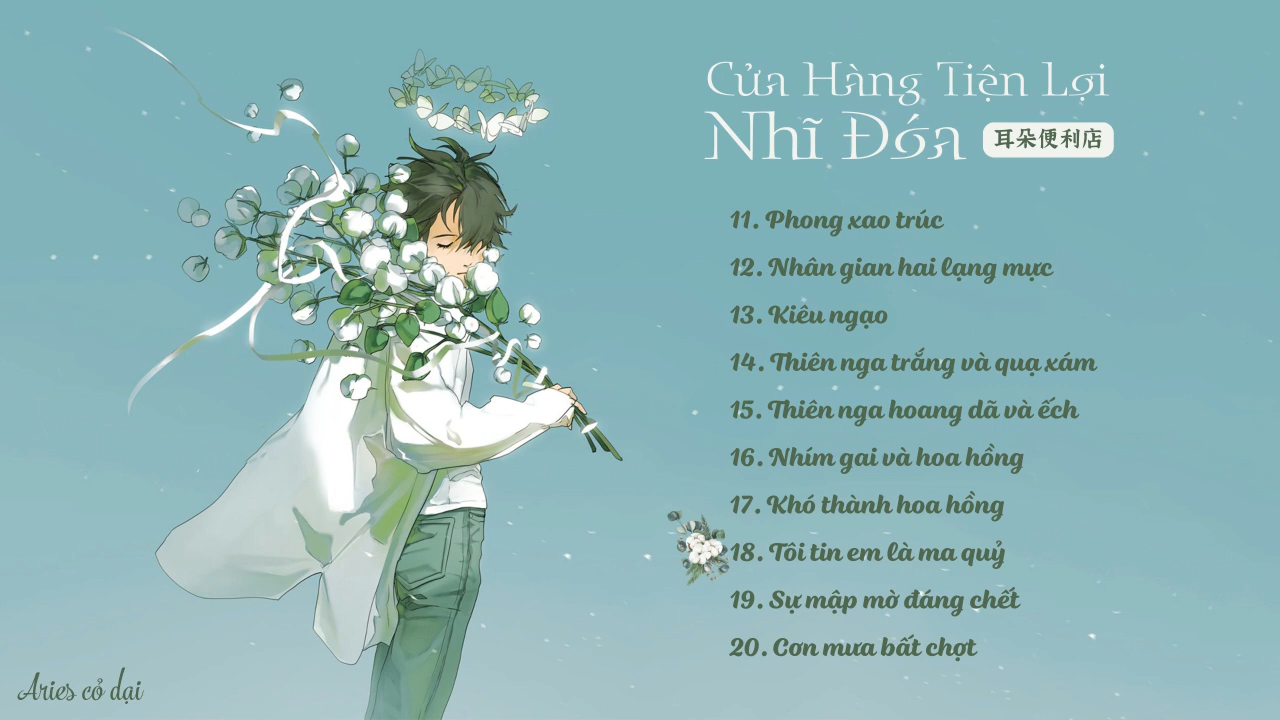 Cửa Hàng Tiện Lợi
Nhĩ Đóa 耳朵便利店
11. Phong xao trúc
12. Nhân gian hai lạng mực
13. Kiêu ngạo
14. Thiên nga trắng và quạ xám
15. Thiên nga hoang dã và ếch
16. Nhím gai và hoa hồng
17. Khó thành hoa hồng
18. Tôi tin em là ma quỷ
19. Sự mập mờ đáng chết
20. Cơn mưa bất chợt
Aries cỏ dại